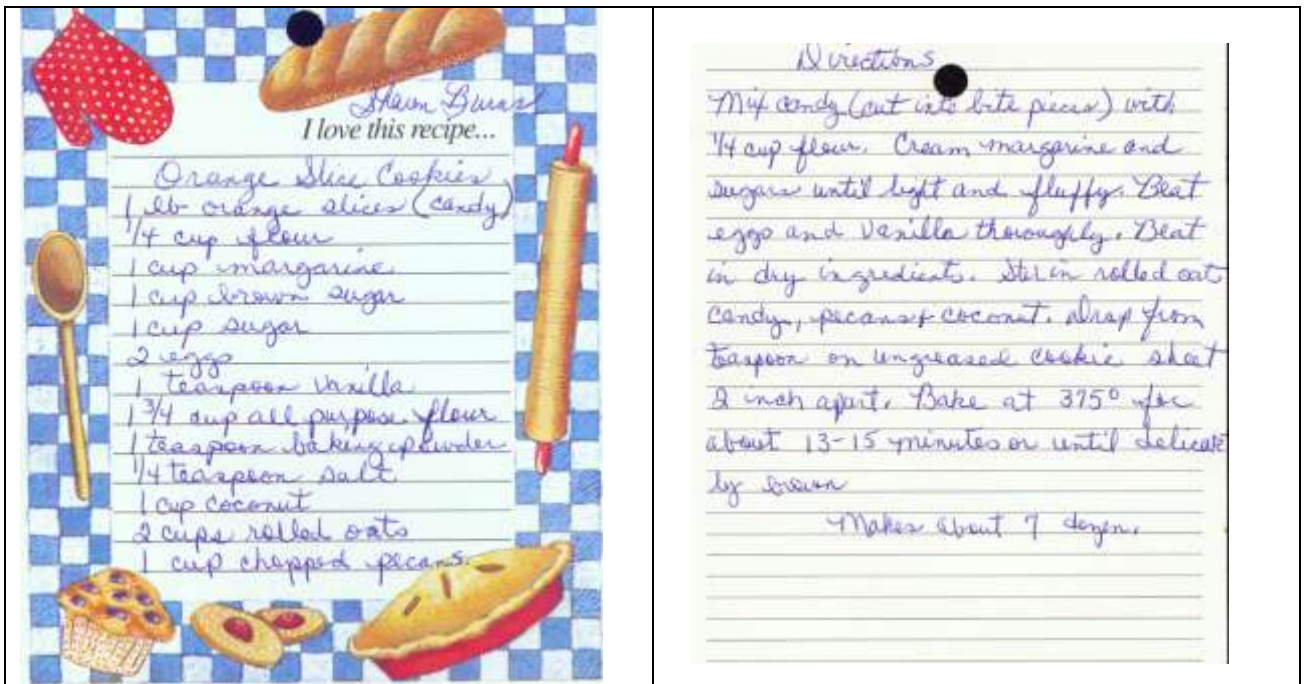 Shawn Burns
I love this recipe...
Orange Slice Cookies
1 lb orange slices (candy)
1/4 cup flour
1 cup margarine
1 cup brown sugar
1 cup sugar
2 eggs
1 teaspoon vanilla
1 3/4 cup all purpose flour
1 teaspoon baking powder
1/4 teaspoon salt
1 cup coconut
2 cups rolled oats
1 cup chopped pecans.
Directions
Mix candy (cut into bite pieces) with
1/4 cup flour. Cream margarine and
sugars until light and fluffy. Beat
eggs and vanilla thoroughly. Beat
in dry ingredients. Stir in rolled oat
candy, pecans & coconut. Drop from
teaspoon on ungreased cookie sheet
2 inch apart. Bake at 375° for
about 13-15 minutes or until delicate
ly brown
Makes about 7 dozen.